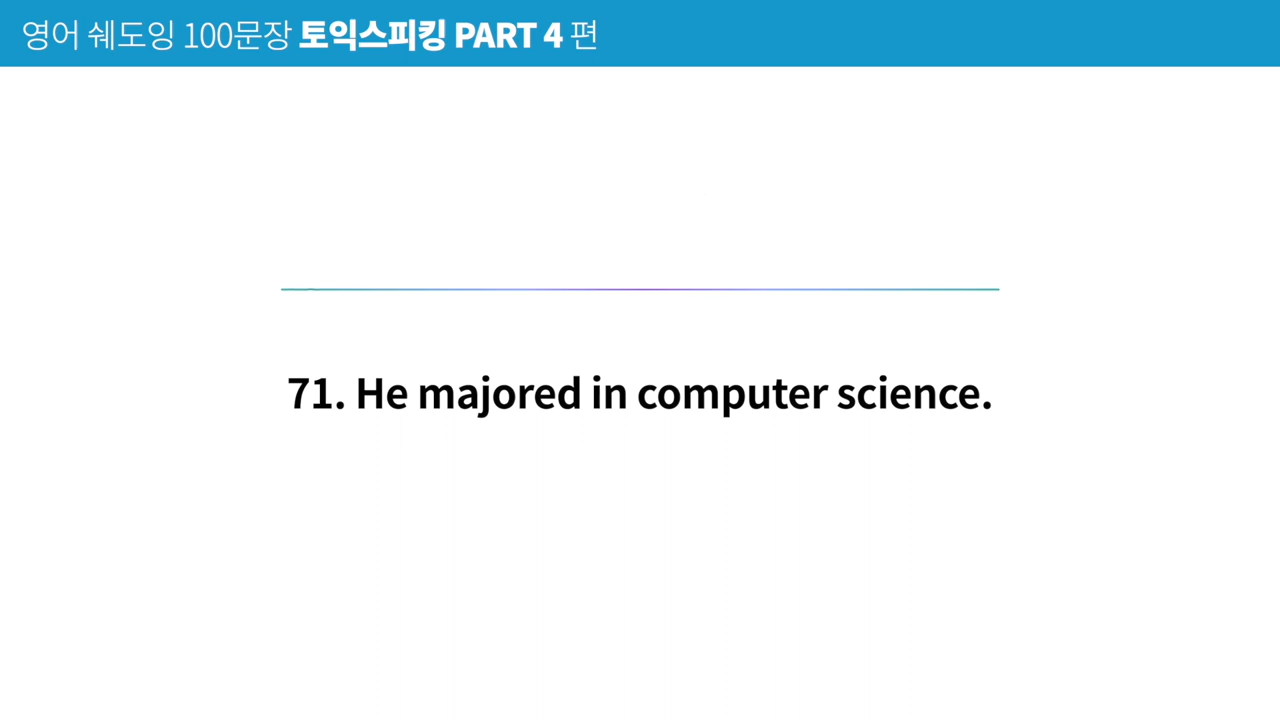 영어 쉐도잉 100문장 토익스피킹 PART 4 편
71. He majored in computer science.